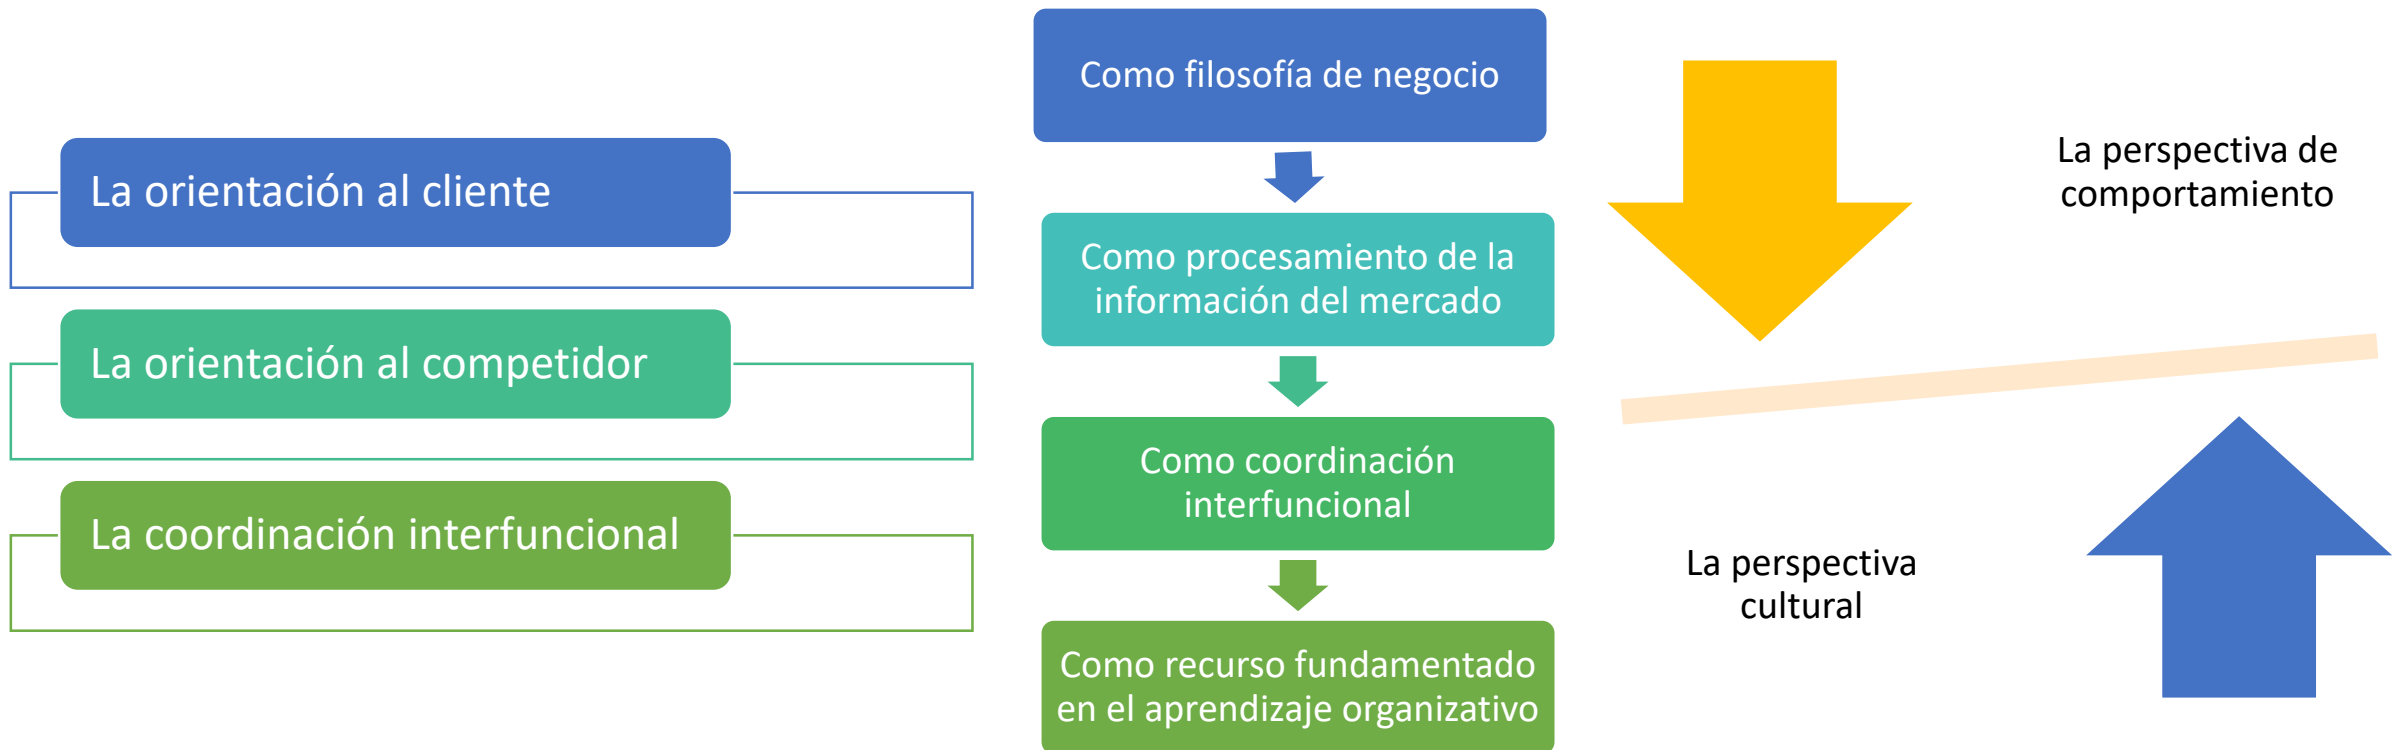 La orientación al cliente
La orientación al competidor
La coordinación interfuncional
Como filosofía de negocio
Como procesamiento de la
información del mercado
Como coordinación
interfuncional
Como recurso fundamentado
en el aprendizaje organizativo
La perspectiva de
comportamiento
La perspectiva
cultural